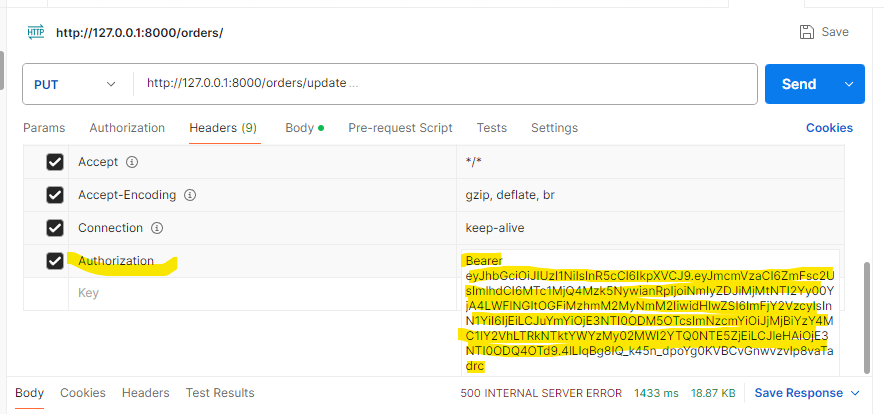 HTTP http://127.0.0.1:8000/orders/ Save
PUT http://127.0.0.1:8000/orders/update ... Send
Params Authorization Headers (9) Body Pre-request Script Tests Settings Cookies
Accept */*
Accept-Encoding gzip, deflate, br
Connection keep-alive
Authorization Bearer
Key
Body Cookies Headers Test Results 500 INTERNAL SERVER ERROR 1433 ms 18.87 KB Save Response